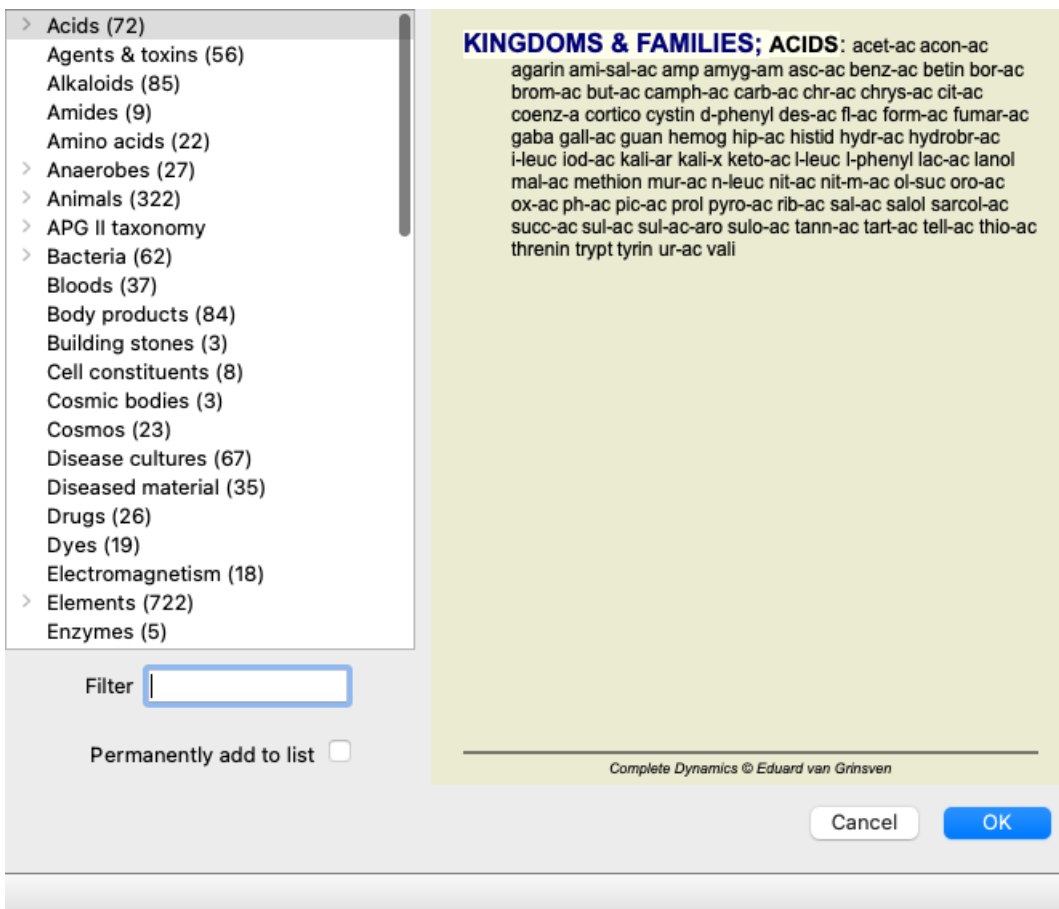 Acids (72)
Agents & toxins (56)
Alkaloids (85)
Amides (9)
Amino acids (22)
Anaerobes (27)
Animals (322)
APG II taxonomy
Bacteria (62)
Bloods (37)
Body products (84)
Building stones (3)
Cell constituents (8)
Cosmic bodies (3)
Cosmos (23)
Disease cultures (67)
Diseased material (35)
Drugs (26)
Dyes (19)
Electromagnetism (18)
Elements (722)
Enzymes (5)
Filter
Permanently add to list
KINGDOMS & FAMILIES; ACIDS: acet-ac acon-ac
agarin ami-sal-ac amp amyg-am asc-ac benz-ac betin bor-ac
brom-ac but-ac camph-ac carb-ac chr-ac chrys-ac cit-ac
coenz-a cortico cystin d-phenyl des-ac fl-ac form-ac fumar-ac
gaba gall-ac guan hemog hip-ac histid hydr-ac hydrobr-ac
i-leuc iod-ac kali-ar kali-x keto-ac l-leuc l-phenyl lac-ac lanol
mal-ac methion mur-ac n-leuc nit-ac nit-m-ac ol-suc oro-ac
ox-ac ph-ac pic-ac prol pyro-ac rib-ac sal-ac salol sarcol-ac
succ-ac sul-ac sul-ac-aro sulo-ac tann-ac tart-ac tell-ac thio-ac
threnin trypt tyrin ur-ac vali
Complete Dynamics © Eduard van Grinsven
Cancel
OK